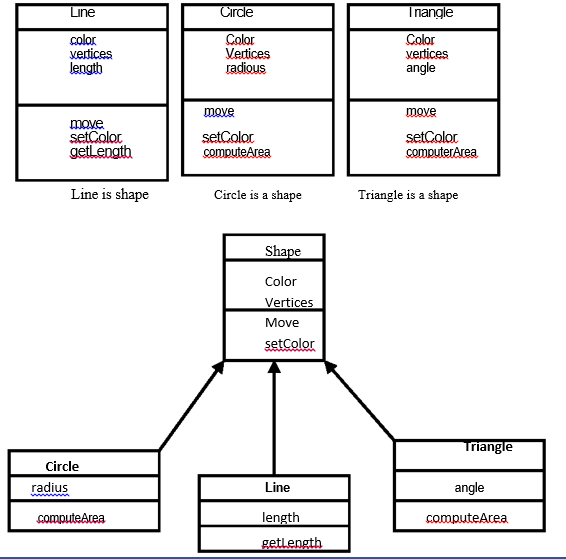 Line
color
vertices
length
move
setColor
getLength
Circle
Color
Vertices
radious
move
setColor
computeArea
Triangle
Color
vertices
angle
move
setColor
computerArea
Line is shape
Circle is a shape
Triangle is a shape
Shape
Color
Vertices
Move
setColor
Circle
radius
computeArea
Line
length
getLength
Triangle
angle
computeArea